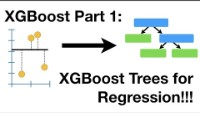 XGBoost Part 1:
XGBoost Trees for
Regression!!!